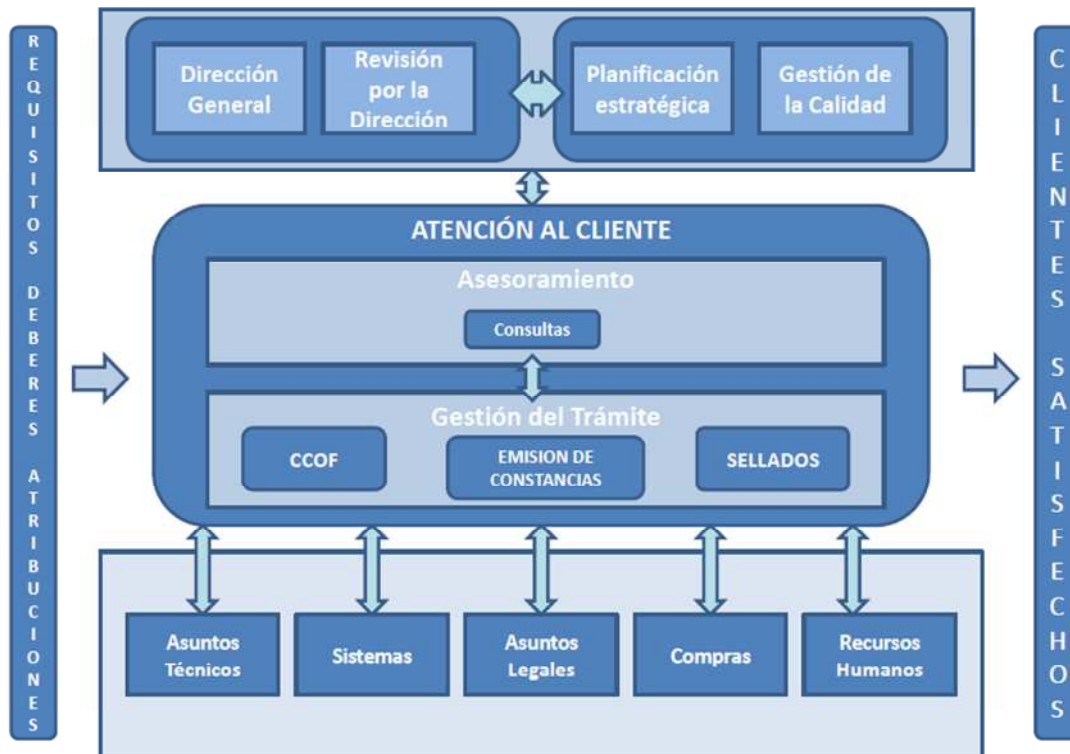 REQUISITOS DEBERES ATRIBUCIONES
Dirección
General
Revisión
por la
Dirección
Planificación
estratégica
Gestión de
la Calidad
ATENCIÓN AL CLIENTE
Asesoramiento
Consultas
Gestión del Trámite
CCOF
EMISION DE
CONSTANCIAS
SELLADOS
Asuntos
Técnicos
Sistemas
Asuntos
Legales
Compras
Recursos
Humanos
CLIENTES SATISFECHOS